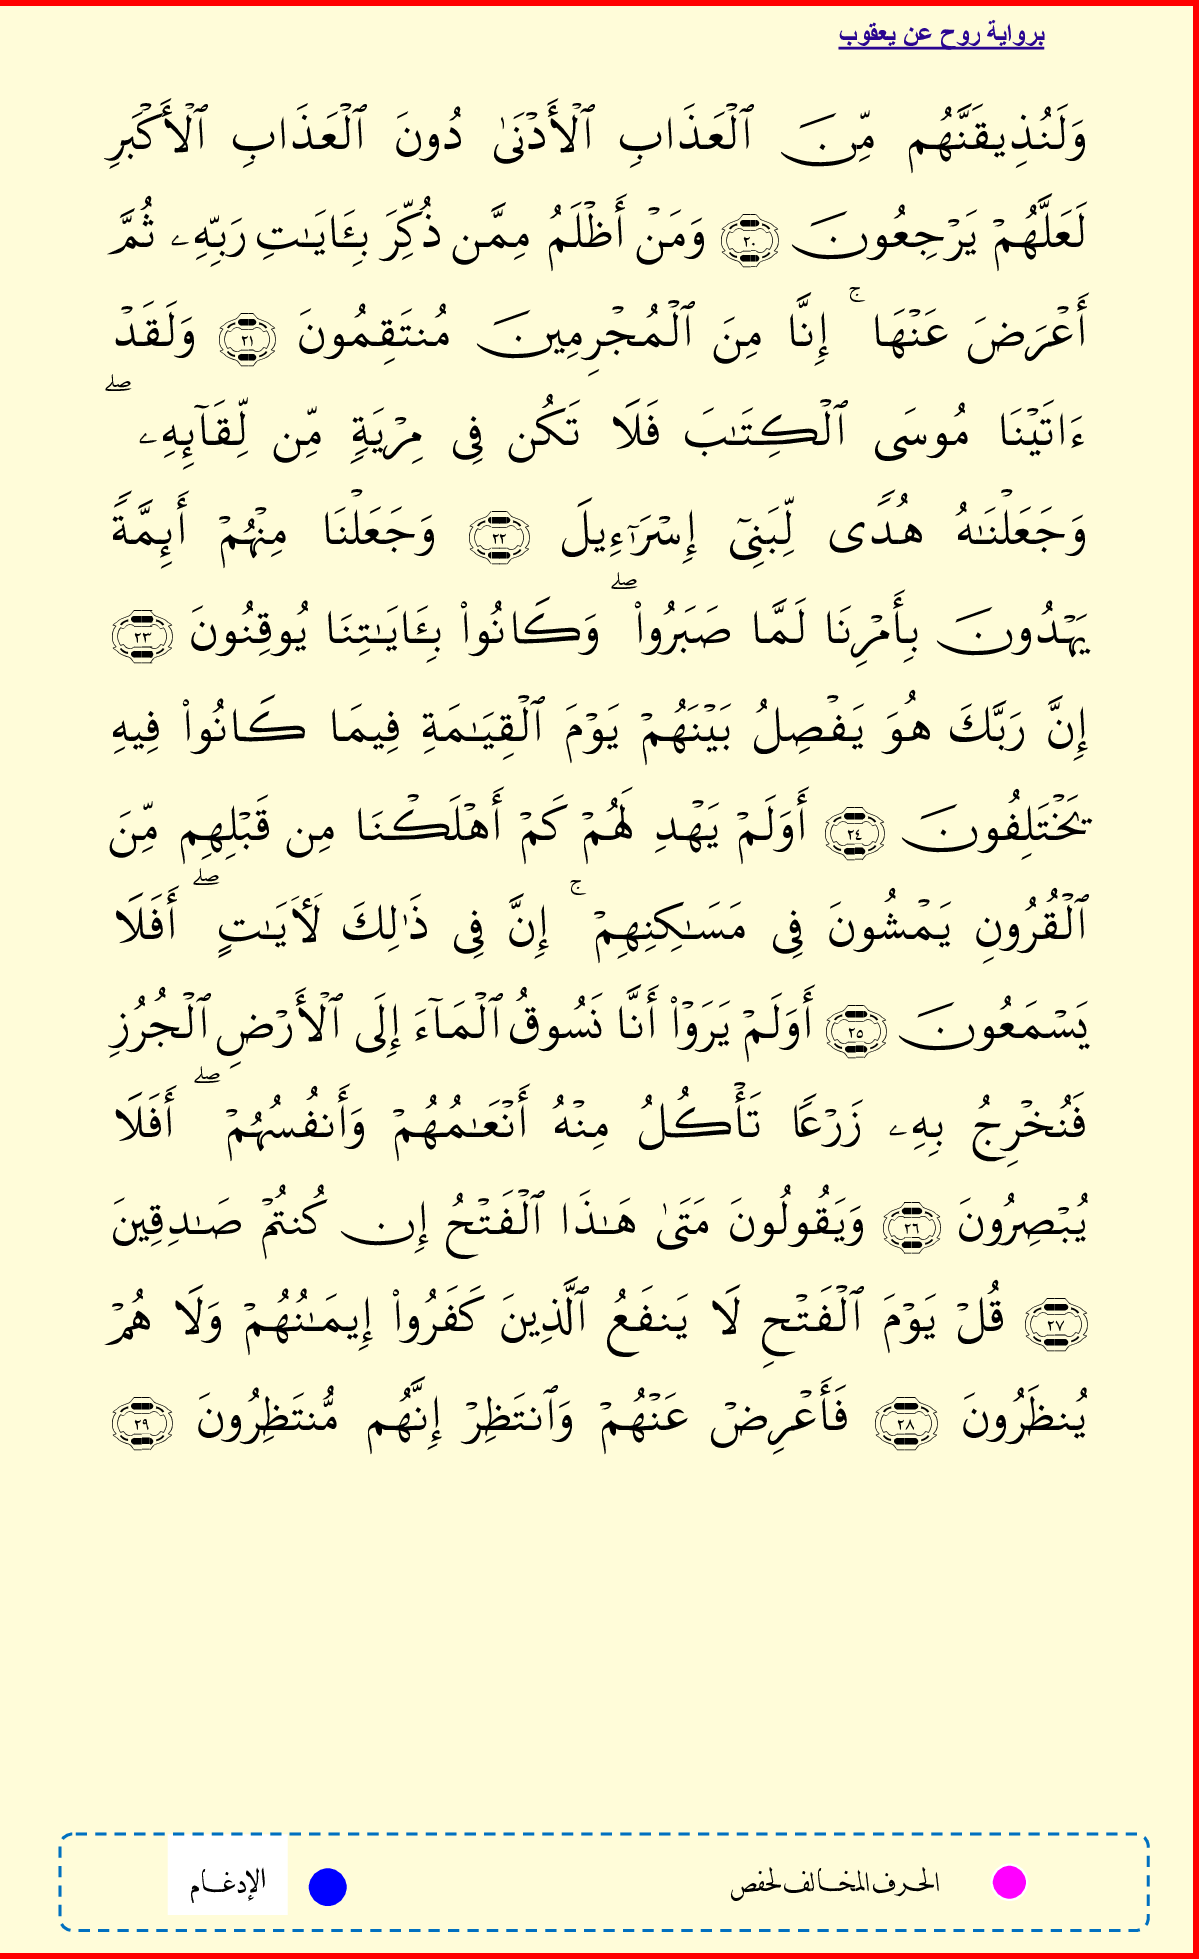 برواية روح عن يعقوب
وَلَنُذِيقَنَّهُم مِّنَ ٱلْعَذَابِ ٱلْأَدْنَىٰ دُونَ ٱلْعَذَابِ ٱلْأَكْبَرِ
لَعَلَّهُمْ يَرْجِعُونَ ٢٠ وَمَنْ أَظْلَمُ مِمَّن ذُكِّرَ بِـَٔايَـٰتِ رَبِّهِۦ ثُمَّ
أَعْرَضَ عَنْهَا ۚ إِنَّا مِنَ ٱلْمُجْرِمِينَ مُنتَقِمُونَ ٢١ وَلَقَدْ
ءَاتَيْنَا مُوسَى ٱلْكِتَـٰبَ فَلَا تَكُن فِى مِرْيَةٍ مِّن لِّقَآئِهِۦ ۖ
وَجَعَلْنَـٰهُ هُدًى لِّبَنِىٓ إِسْرَٰٓءِيلَ ٢٢ وَجَعَلْنَا مِنْهُمْ أَئِمَّةً
يَهْدُونَ بِأَمْرِنَا لَمَّا صَبَرُوا۟ ۖ وَكَانُوا۟ بِـَٔايَـٰتِنَا يُوقِنُونَ ٢٣
إِنَّ رَبَّكَ هُوَ يَفْصِلُ بَيْنَهُمْ يَوْمَ ٱلْقِيَـٰمَةِ فِيمَا كَانُوا۟ فِيهِ
يَخْتَلِفُونَ ٢٤ أَوَلَمْ يَهْدِ لَهُمْ كَمْ أَهْلَكْنَا مِن قَبْلِهِم مِّنَ
ٱلْقُرُونِ يَمْشُونَ فِى مَسَـٰكِنِهِمْ ۚ إِنَّ فِى ذَٰلِكَ لَـَٔايَـٰتٍ ۖ أَفَلَا
يَسْمَعُونَ ٢٥ أَوَلَمْ يَرَوْا۟ أَنَّا نَسُوقُ ٱلْمَآءَ إِلَى ٱلْأَرْضِ ٱلْجُرُزِ
فَنُخْرِجُ بِهِۦ زَرْعًا تَأْكُلُ مِنْهُ أَنْعَـٰمُهُمْ وَأَنفُسُهُمْ ۖ أَفَلَا
يُبْصِرُونَ ٢٦ وَيَقُولُونَ مَتَىٰ هَـٰذَا ٱلْفَتْحُ إِن كُنتُمْ صَـٰدِقِينَ
٢٧ قُلْ يَوْمَ ٱلْفَتْحِ لَا يَنفَعُ ٱلَّذِينَ كَفَرُوا۟ إِيمَـٰنُهُمْ وَلَا هُمْ
يُنظَرُونَ ٢٨ فَأَعْرِضْ عَنْهُمْ وَٱنتَظِرْ إِنَّهُم مُّنتَظِرُونَ ٢٩
الحرف المخالف لحفص
الإدغام